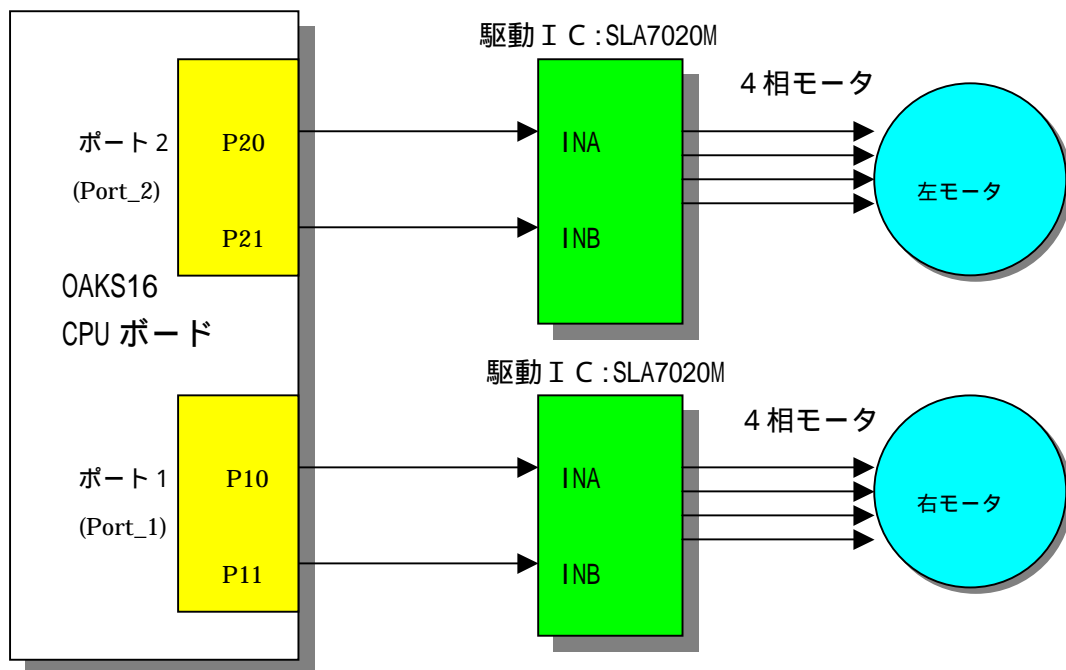 駆動ＩＣ:SLA7020M
４相モータ
ポート２
(Port_2)
P20
P21
INA
INB
左モータ
OAKS16
CPU ボード
駆動ＩＣ:SLA7020M
４相モータ
ポート１
(Port_1)
P10
P11
INA
INB
右モータ